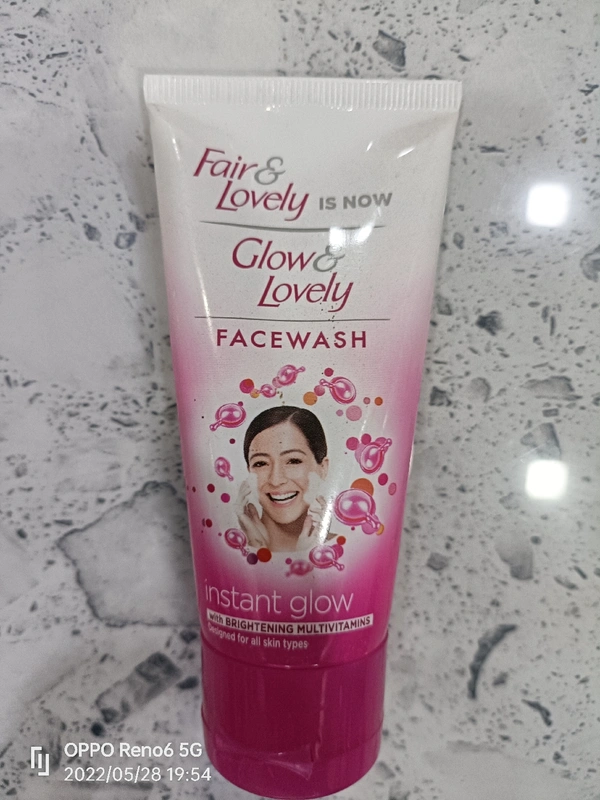 Fair &
Lovely IS NOW
Glow &
Lovely
FACEWASH
instant glow
with BRIGHTENING MULTIVITAMINS
Designed for all skin types
OPPO Reno6 5G
2022/05/28 19:54